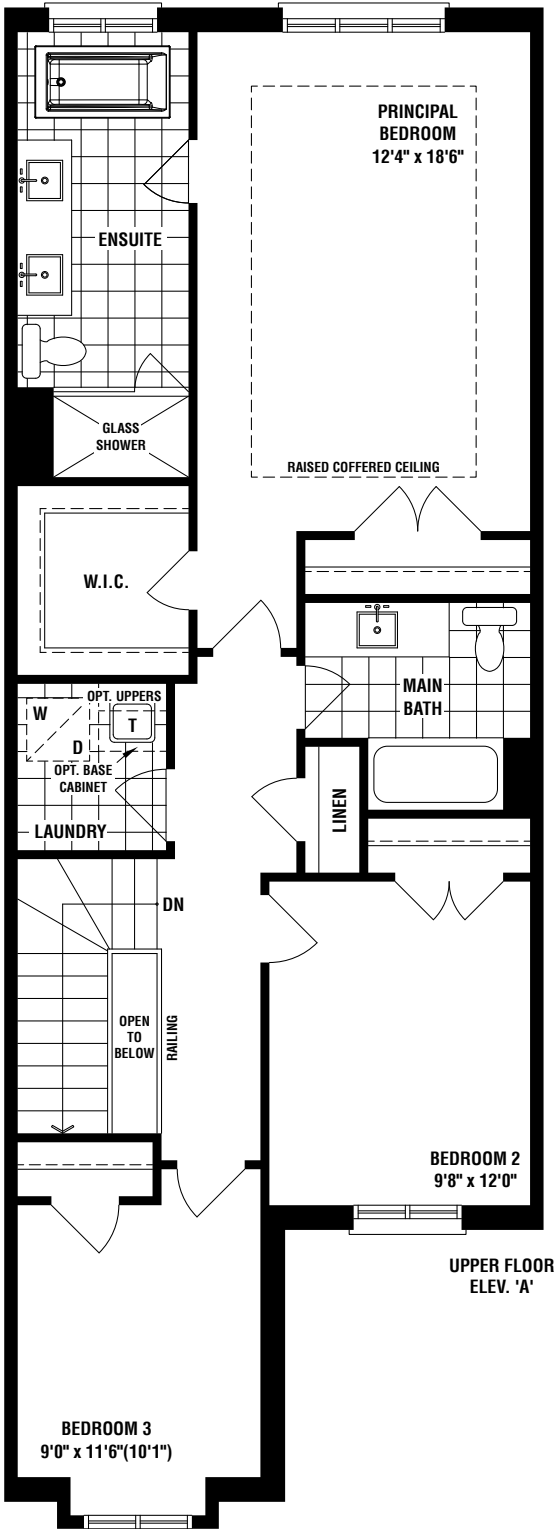 PRINCIPAL
BEDROOM
12'4" x 18'6"
ENSUITE
GLASS
SHOWER
RAISED COFFERED CEILING
W.I.C.
MAIN
BATH
OPT. UPPERS
W
T
D
OPT. BASE
CABINET
LAUNDRY
LINEN
DN
OPEN
TO
BELOW
RAILING
BEDROOM 2
9'8" x 12'0"
UPPER FLOOR
ELEV. 'A'
BEDROOM 3
9'0" x 11'6"(10'1")